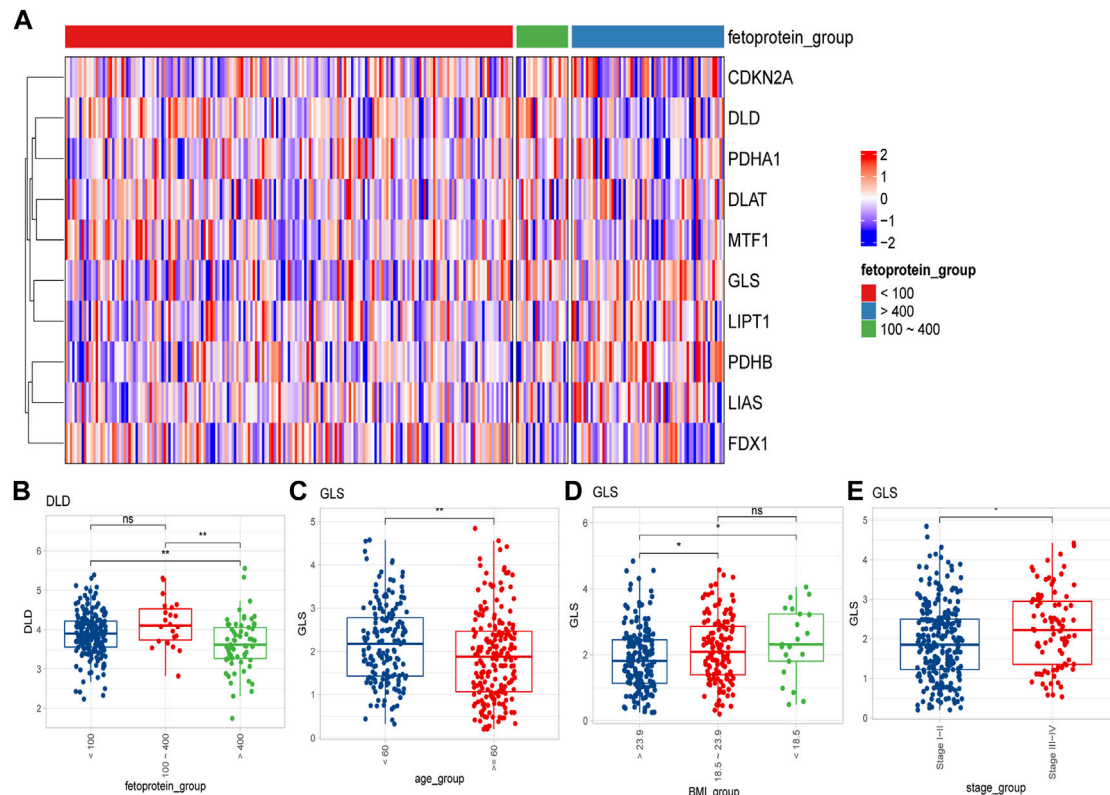 A
fetoprotein_group
CDKN2A
DLD
PDHA1
DLAT
MTF1
GLS
LIPT1
PDHB
LIAS
FDX1
2
1
0
−1
−2
fetoprotein_group
< 100
> 400
100 ~ 400
B
DLD
ns
**
**
6
5
4
3
2
DLD
< 100
100 ~ 400
> 400
fetoprotein_group
C
GLS
**
5
4
3
2
1
0
GLS
< 60
>= 60
age_group
D
GLS
ns
*
*
6
4
2
0
GLS
> 23.9
18.5 ~ 23.9
< 18.5
BMI_group
E
GLS
*
5
4
3
2
1
0
GLS
Stage I−II
Stage III−IV
stage_group